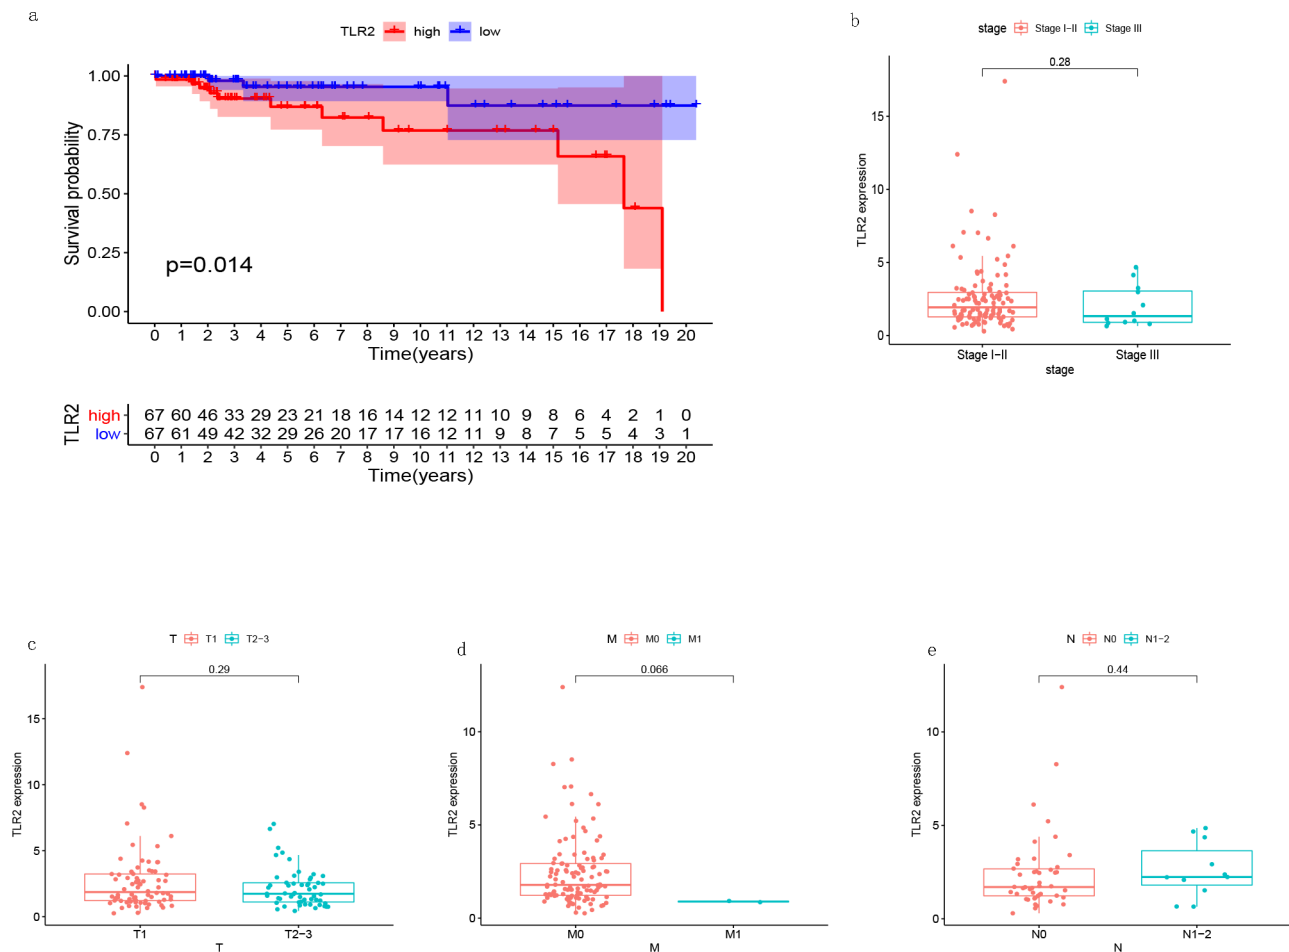 a
TLR2 high low
Survival probability
1.00
0.75
0.50
0.25
0.00
p=0.014
0 1 2 3 4 5 6 7 8 9 10 11 12 13 14 15 16 17 18 19 20
Time(years)
TLR2
high 67 60 46 33 29 23 21 18 16 14 12 12 11 10 9 8 6 4 2 1 0
low 67 61 49 42 32 29 26 20 17 17 16 12 11 9 8 7 5 5 4 3 1
0 1 2 3 4 5 6 7 8 9 10 11 12 13 14 15 16 17 18 19 20
Time(years)
b
stage Stage I−II Stage III
0.28
TLR2 expression
15
10
5
0
Stage I−II Stage III
stage
c
T T1 T2−3
0.29
TLR2 expression
15
10
5
0
T1 T2−3
T
d
M M0 M1
0.066
TLR2 expression
10
5
0
M0 M1
M
e
N N0 N1−2
0.44
TLR2 expression
10
5
0
N0 N1−2
N